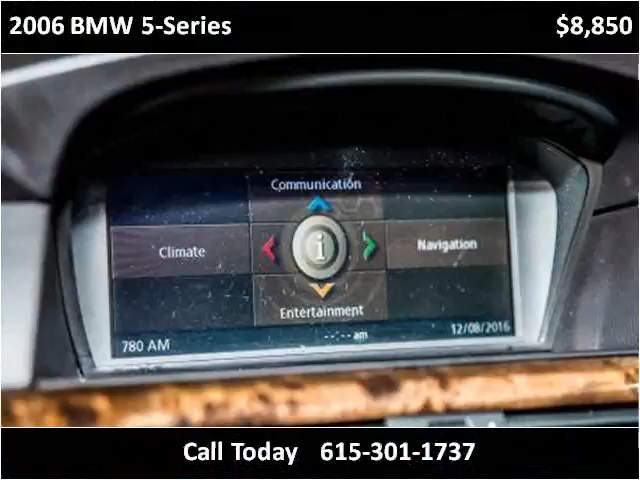 2006 BMW 5-Series $8,850
Communication
i
Climate
Navigation
Entertainment
780 AM --:-- am 12/08/2016
Call Today 615-301-1737